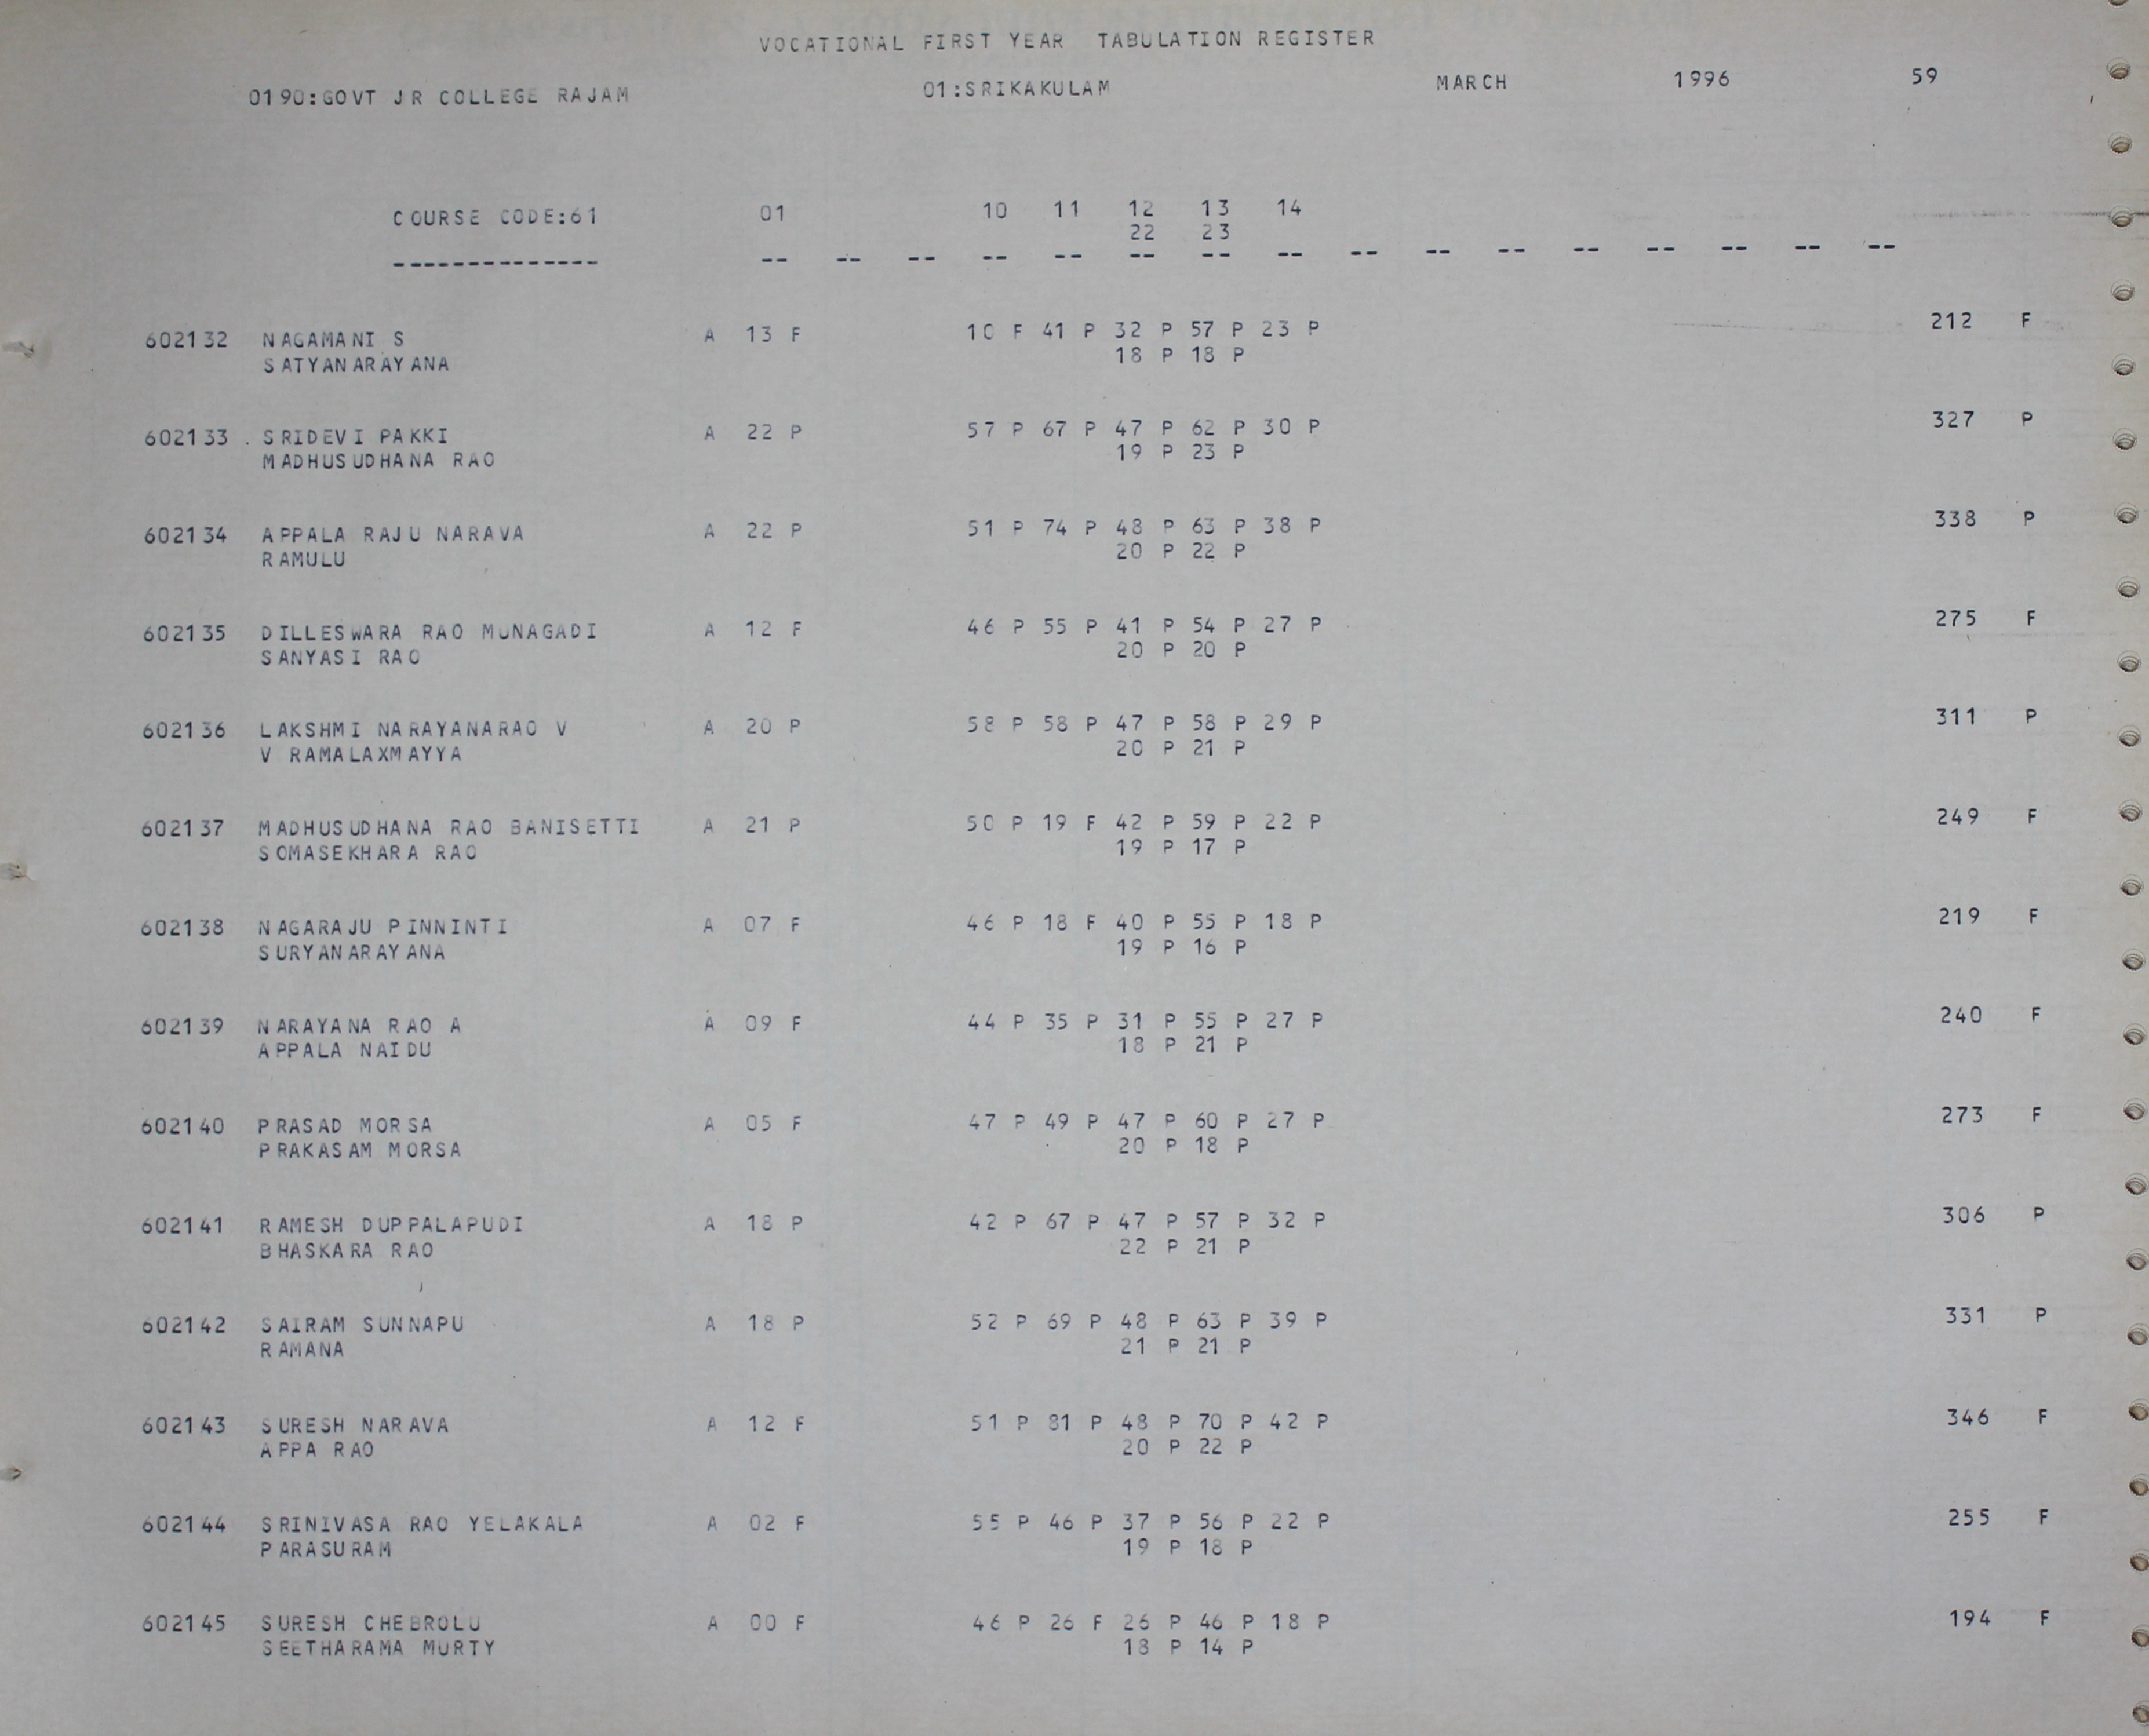 VOCATIONAL FIRST YEAR TABULATION REGISTER
0190:GOVT JR COLLEGE RAJAM 01:SRIKAKULAM MARCH 1996 59
COURSE CODE:61 01 10 11 12 13 14
22 23
-------------- -- -- -- -- -- -- -- -- -- -- -- -- -- -- -- --
602132 NAGAMANI S A 13 F 10 F 41 P 32 P 57 P 23 P 212 F
SATYANARAYANA 18 P 18 P
602133 . SRIDEVI PAKKI A 22 P 57 P 67 P 47 P 62 P 30 P 327 P
MADHUSUDHANA RAO 19 P 23 P
602134 APPALA RAJU NARAVA A 22 P 51 P 74 P 48 P 63 P 38 P 338 P
RAMULU 20 P 22 P
602135 DILLESWARA RAO MUNAGADI A 12 F 46 P 55 P 41 P 54 P 27 P 275 F
SANYASI RAO 20 P 20 P
602136 LAKSHMI NARAYANARAO V A 20 P 58 P 58 P 47 P 58 P 29 P 311 P
V RAMALAXMAYYA 20 P 21 P
602137 MADHUSUDHANA RAO BANISETTI A 21 P 50 P 19 F 42 P 59 P 22 P 249 F
SOMASEKHARA RAO 19 P 17 P
602138 NAGARAJU PINNINTI A 07 F 46 P 18 F 40 P 55 P 18 P 219 F
SURYANARAYANA 19 P 16 P
602139 NARAYANA RAO A A 09 F 44 P 35 P 31 P 55 P 27 P 240 F
APPALA NAIDU 18 P 21 P
602140 PRASAD MORSA A 05 F 47 P 49 P 47 P 60 P 27 P 273 F
PRAKASAM MORSA 20 P 18 P
602141 RAMESH DUPPALAPUDI A 18 P 42 P 67 P 47 P 57 P 32 P 306 P
BHASKARA RAO 22 P 21 P
602142 SAIRAM SUNNAPU A 18 P 52 P 69 P 48 P 63 P 39 P 331 P
RAMANA 21 P 21 P
602143 SURESH NARAVA A 12 F 51 P 81 P 48 P 70 P 42 P 346 F
APPA RAO 20 P 22 P
602144 SRINIVASA RAO YELAKALA A 02 F 55 P 46 P 37 P 56 P 22 P 255 F
PARASURAM 19 P 18 P
602145 SURESH CHEBROLU A 00 F 46 P 26 F 26 P 46 P 18 P 194 F
SEETHARAMA MURTY 18 P 14 P